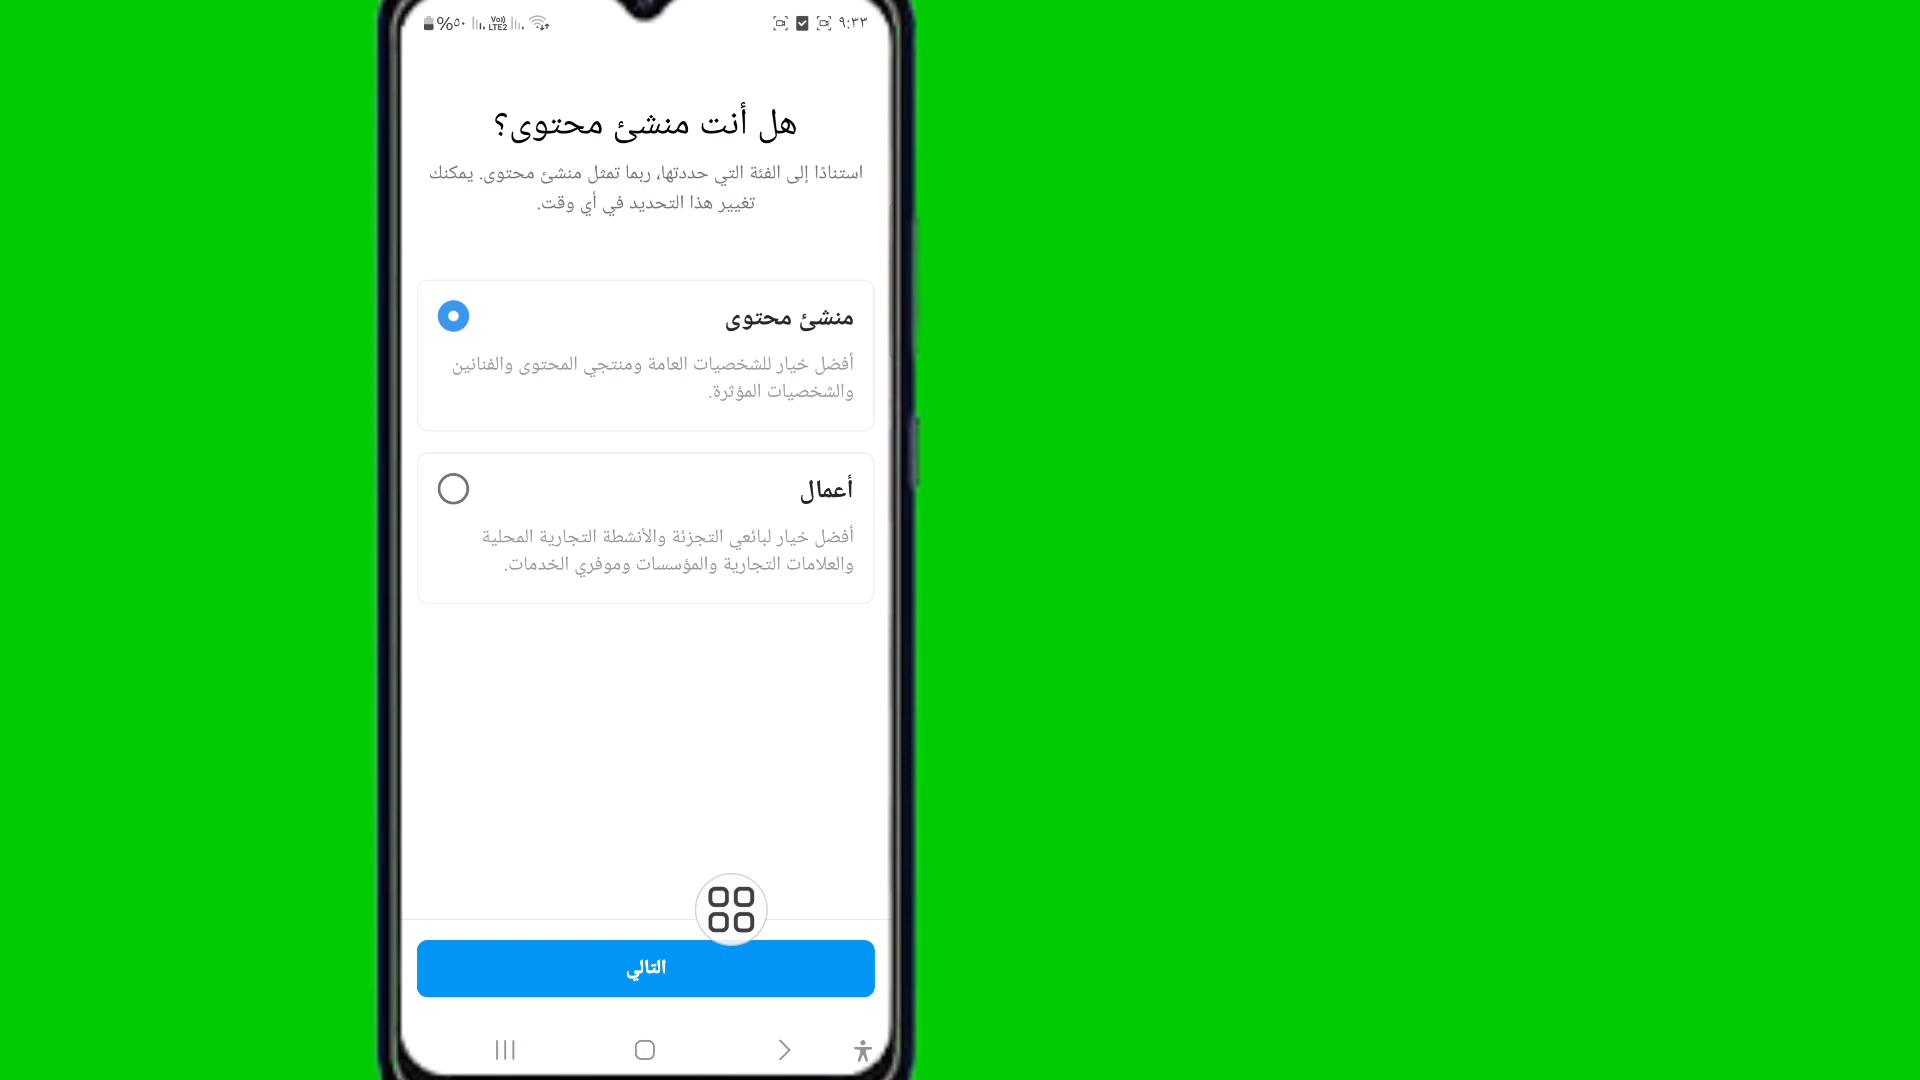 %٥٠ Vo)) LTE2 ٩:٣٣
هل أنت منشئ محتوى؟
استنادًا إلى الفئة التي حددتها، ربما تمثل منشئ محتوى. يمكنك
تغيير هذا التحديد في أي وقت.
منشئ محتوى
أفضل خيار للشخصيات العامة ومنتجي المحتوى والفنانين
والشخصيات المؤثرة.
أعمال
أفضل خيار لبائعي التجزئة والأنشطة التجارية المحلية
والعلامات التجارية والمؤسسات وموفري الخدمات.
التالي